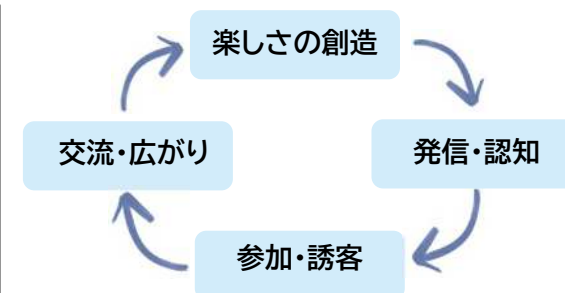 楽しさの創造
交流・広がり
発信・認知
参加・誘客